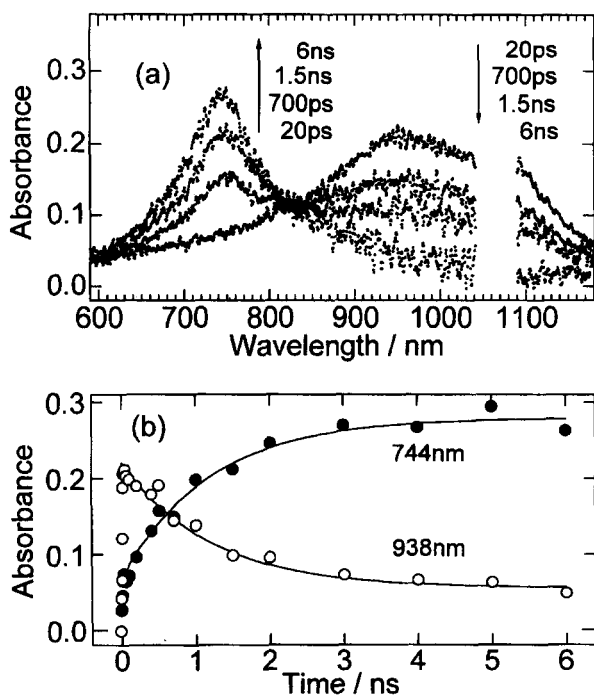 (a)
6ns
1.5ns
700ps
20ps
20ps
700ps
1.5ns
6ns
0.3
0.2
0.1
0.0
Absorbance
600 700 800 900 1000 1100
Wavelength / nm
(b)
0.3
0.2
0.1
0.0
Absorbance
744nm
938nm
0 1 2 3 4 5 6
Time / ns